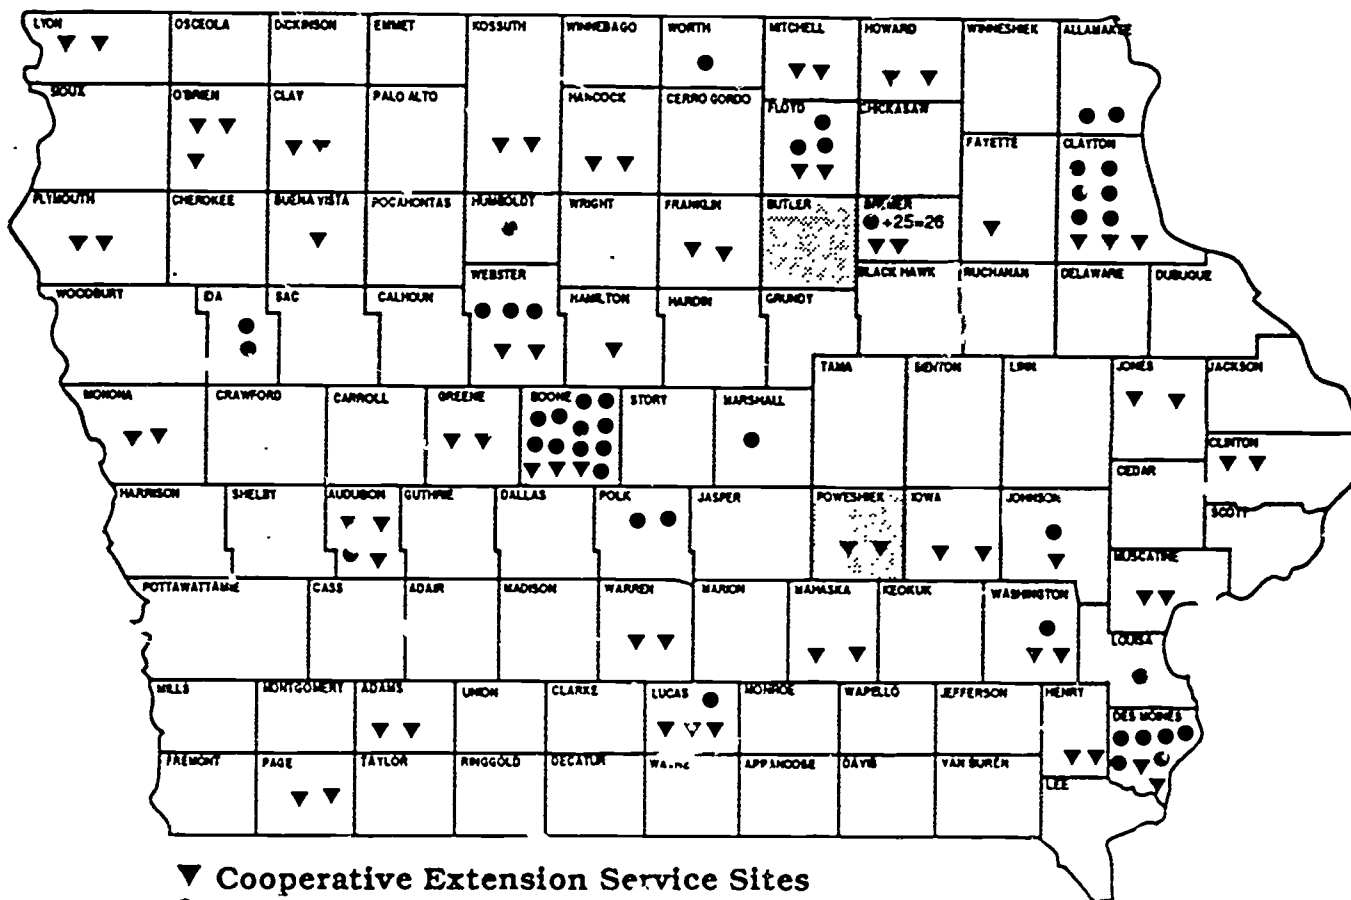 LYON OSCEOLA DICKINSON EMMET KOSSUTH WINNEBAGO WORTH MITCHELL HOWARD WINNESHIEK ALLAMAKEE
SIOUX O'BRIEN CLAY PALO ALTO HANCOCK CERRO GORDO FLOYD CHICKASAW
FAYETTE CLAYTON
PLYMOUTH CHEROKEE BUENA VISTA POCAHONTAS HUMBOLDT WRIGHT FRANKLIN BUTLER BREMER
+25=26
WEBSTER BLACK HAWK BUCHANAN DELAWARE DUBUQUE
WOODBURY IDA SAC CALHOUN HAMILTON HARDIN GRUNDY
TAMA BENTON LINN JONES JACKSON
MONONA CRAWFORD CARROLL GREENE BOONE STORY MARSHALL
CLINTON
CEDAR
HARRISON SHELBY AUDUBON GUTHRIE DALLAS POLK JASPER POWESHIEK IOWA JOHNSON
SCOTT
MUSCATINE
POTTAWATTAMIE CASS ADAIR MADISON WARREN MARION MAHASKA KEOKUK WASHINGTON
LOUISA
MILLS MONTGOMERY ADAMS UNION CLARKE LUCAS MONROE WAPELLO JEFFERSON HENRY
DES MOINES
FREMONT PAGE TAYLOR RINGGOLD DECATUR WAYNE APPANOOSE DAVIS VAN BUREN
LEE
Cooperative Extension Service Sites